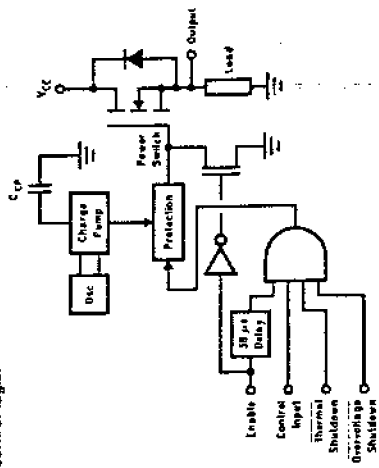 VCC
Output
Load
CCP
Power
Switch
Charge
Pump
Osc
Protection
50 µs
Delay
Enable
Control
Input
Thermal
Shutdown
Overvoltage
Shutdown